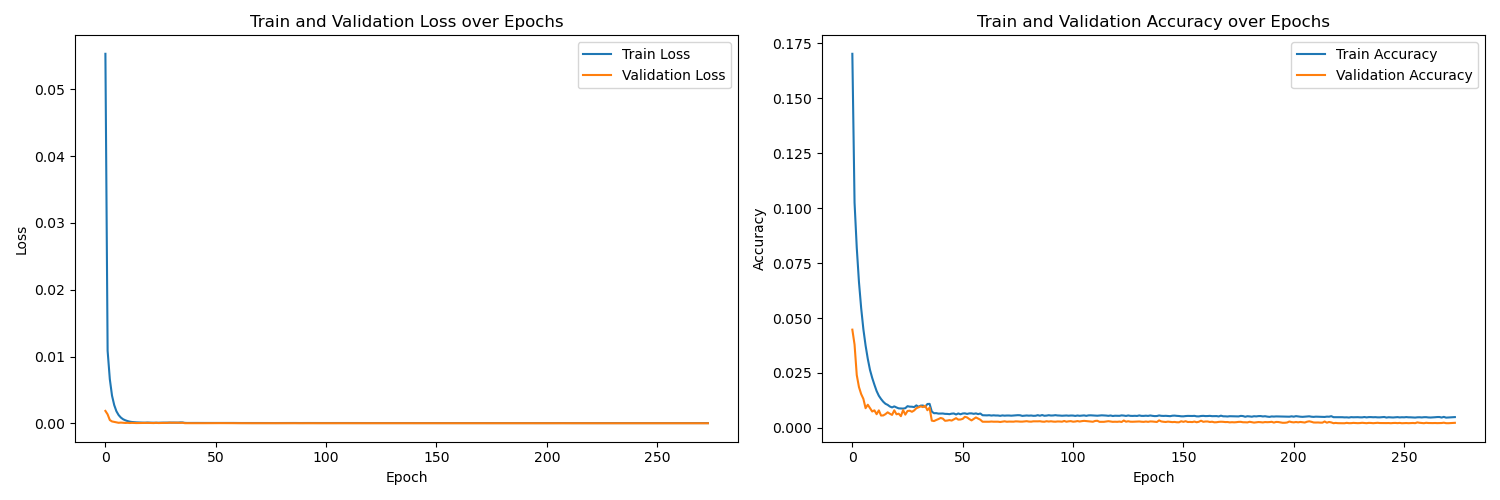 Train and Validation Loss over Epochs
Train Loss
Validation Loss
0.05
0.04
0.03
0.02
0.01
0.00
Loss
0
50
100
150
200
250
Epoch
Train and Validation Accuracy over Epochs
Train Accuracy
Validation Accuracy
0.175
0.150
0.125
0.100
0.075
0.050
0.025
0.000
Accuracy
0
50
100
150
200
250
Epoch